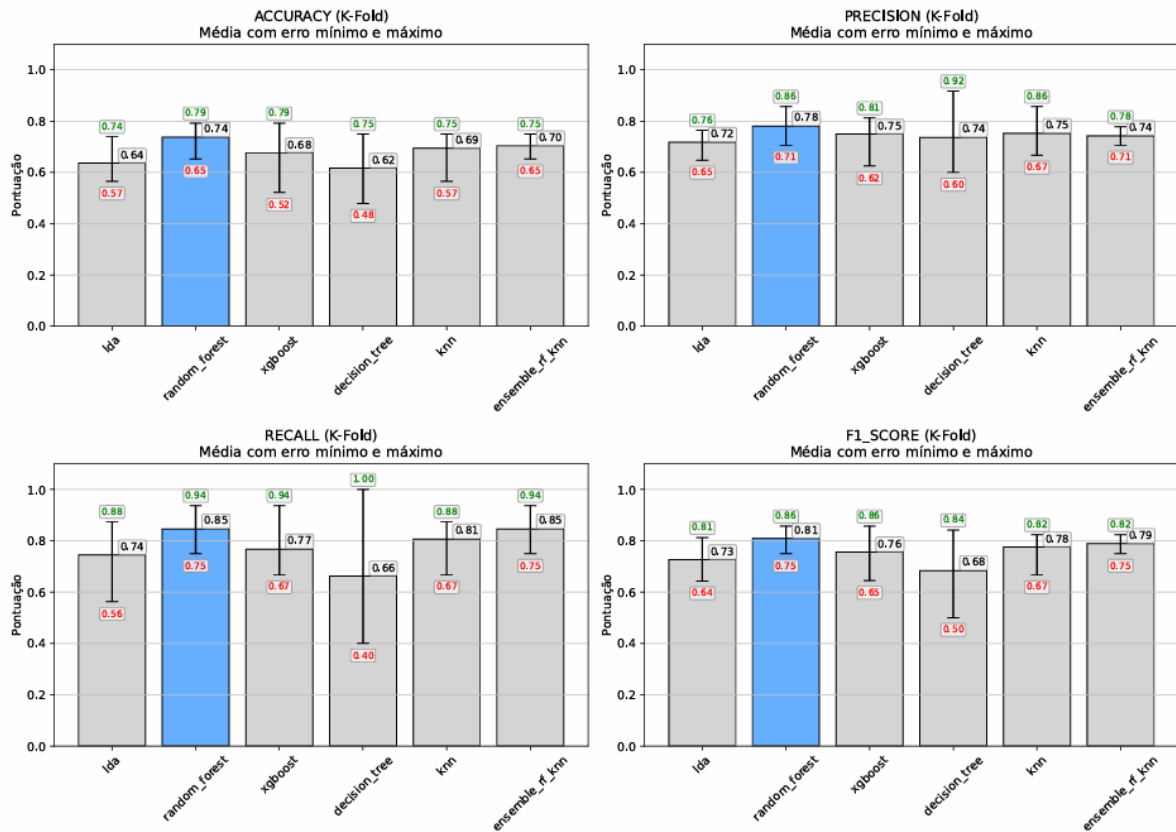 ACCURACY (K-Fold)
Média com erro mínimo e máximo
Pontuação
1.0
0.8
0.6
0.4
0.2
0.0
0.74
0.64
0.57
0.79
0.74
0.65
0.79
0.68
0.52
0.75
0.62
0.48
0.75
0.69
0.57
0.75
0.70
0.65
lda
random_forest
xgboost
decision_tree
knn
ensemble_rf_knn
PRECISION (K-Fold)
Média com erro mínimo e máximo
Pontuação
1.0
0.8
0.6
0.4
0.2
0.0
0.76
0.72
0.65
0.86
0.78
0.71
0.81
0.75
0.62
0.92
0.74
0.60
0.86
0.75
0.67
0.78
0.74
0.71
lda
random_forest
xgboost
decision_tree
knn
ensemble_rf_knn
RECALL (K-Fold)
Média com erro mínimo e máximo
Pontuação
1.0
0.8
0.6
0.4
0.2
0.0
0.88
0.74
0.56
0.94
0.85
0.75
0.94
0.77
0.67
1.00
0.66
0.40
0.88
0.81
0.67
0.94
0.85
0.75
lda
random_forest
xgboost
decision_tree
knn
ensemble_rf_knn
F1_SCORE (K-Fold)
Média com erro mínimo e máximo
Pontuação
1.0
0.8
0.6
0.4
0.2
0.0
0.81
0.73
0.64
0.86
0.81
0.75
0.86
0.76
0.65
0.84
0.68
0.50
0.82
0.78
0.67
0.82
0.79
0.75
lda
random_forest
xgboost
decision_tree
knn
ensemble_rf_knn